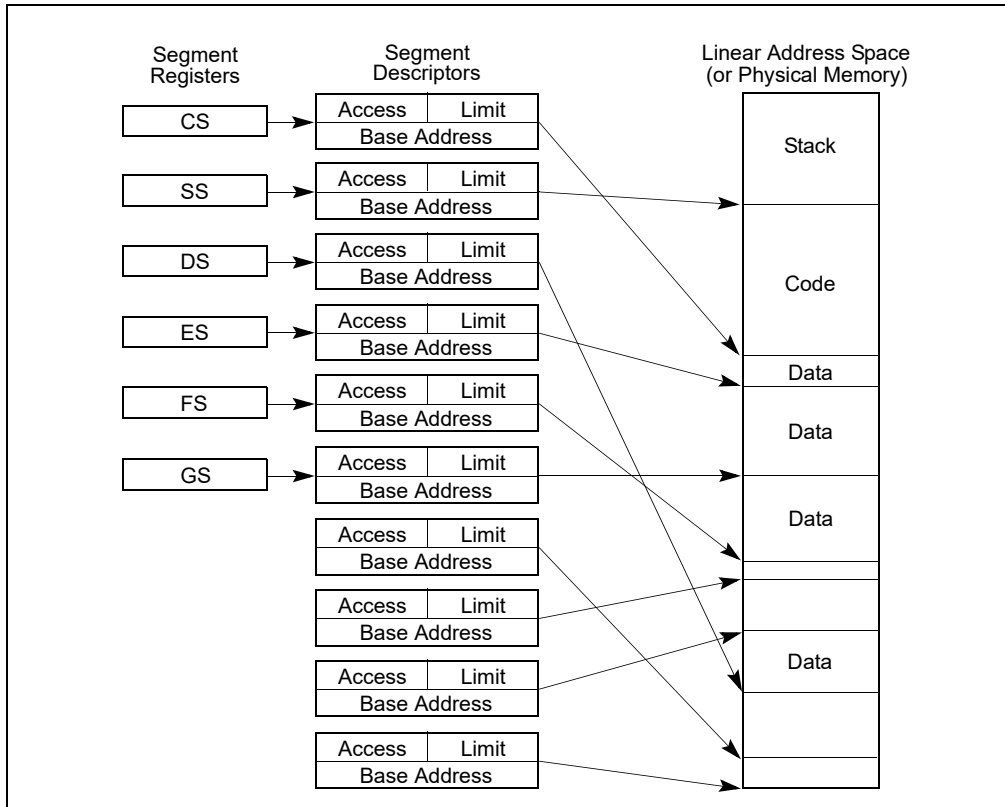 Segment
Registers
Segment
Descriptors
Linear Address Space
(or Physical Memory)
CS
Access Limit
Base Address
Stack
SS
Access Limit
Base Address
DS
Access Limit
Base Address
Code
ES
Access Limit
Base Address
Data
FS
Access Limit
Base Address
Data
GS
Access Limit
Base Address
Data
Access Limit
Base Address
Access Limit
Base Address
Access Limit
Base Address
Data
Access Limit
Base Address